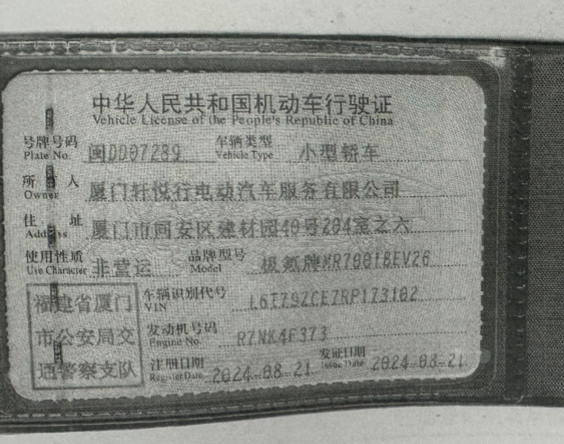 中华人民共和国机动车行驶证
Vehicle License of the People's Republic of China
号牌号码 闽DD07289 车辆类型 小型轿车
Plate No. Vehicle Type
所有人 厦门轩悦行电动汽车服务有限公司
Owner
住址 厦门市同安区建材园40号204室之六
Address
使用性质 非营运 品牌型号 极氪牌MR7001BEV26
Use Character Model
福建省厦门市公安局交通警察支队
车辆识别代号 L6T79ZCE7RP173102
VIN
发动机号码 R7NK4F373
Engine No.
注册日期 2024-08-21 发证日期 2024-08-21
Register Date Issue Date